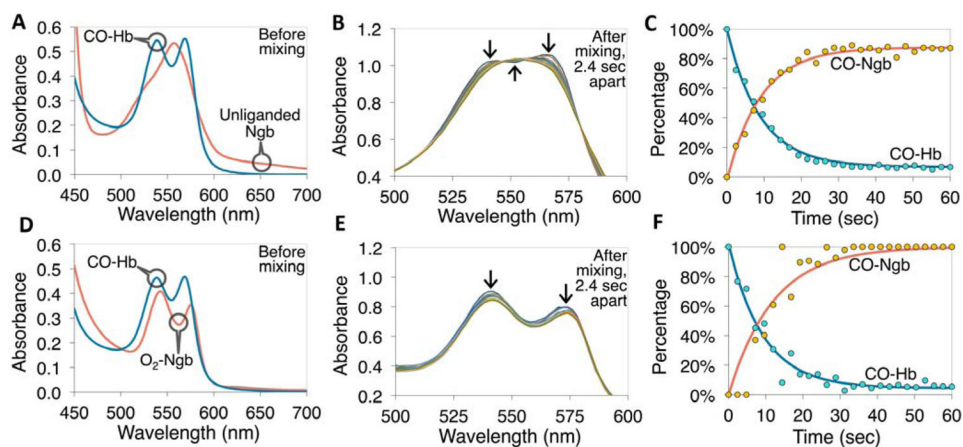 A
Absorbance
0.6
0.5
0.4
0.3
0.2
0.1
0.0
450 500 550 600 650 700
Wavelength (nm)
CO-Hb
Before
mixing
Unliganded
Ngb
B
Absorbance
1.2
1.0
0.8
0.6
0.4
500 525 550 575 600
Wavelength (nm)
After
mixing,
2.4 sec
apart
C
Percentage
100%
80%
60%
40%
20%
0%
0 10 20 30 40 50 60
Time (sec)
CO-Ngb
CO-Hb
D
Absorbance
0.6
0.5
0.4
0.3
0.2
0.1
0.0
450 500 550 600 650 700
Wavelength (nm)
CO-Hb
Before
mixing
O₂-Ngb
E
Absorbance
1.2
1.0
0.8
0.6
0.4
0.2
500 525 550 575 600
Wavelength (nm)
After
mixing,
2.4 sec
apart
F
Percentage
100%
80%
60%
40%
20%
0%
0 10 20 30 40 50 60
Time (sec)
CO-Ngb
CO-Hb